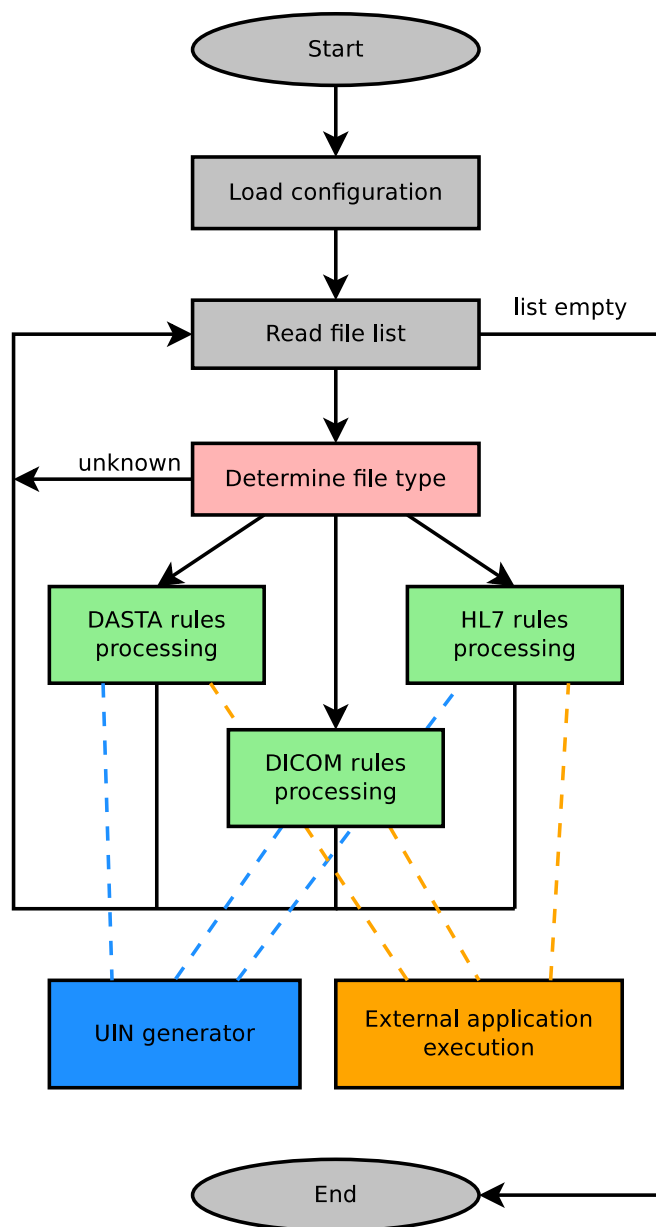 Start
Load configuration
Read file list
list empty
unknown
Determine file type
DASTA rules
processing
HL7 rules
processing
DICOM rules
processing
UIN generator
External application
execution
End